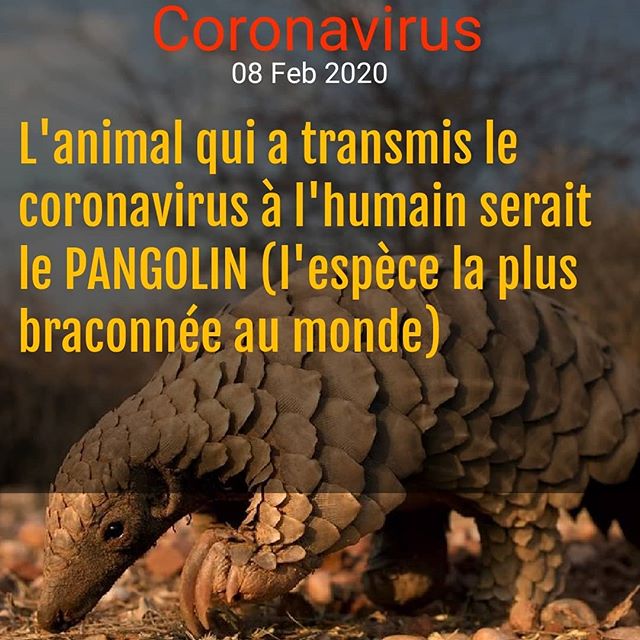 Coronavirus
08 Feb 2020
L'animal qui a transmis le
coronavirus à l'humain serait
le PANGOLIN (l'espèce la plus
braconnée au monde)